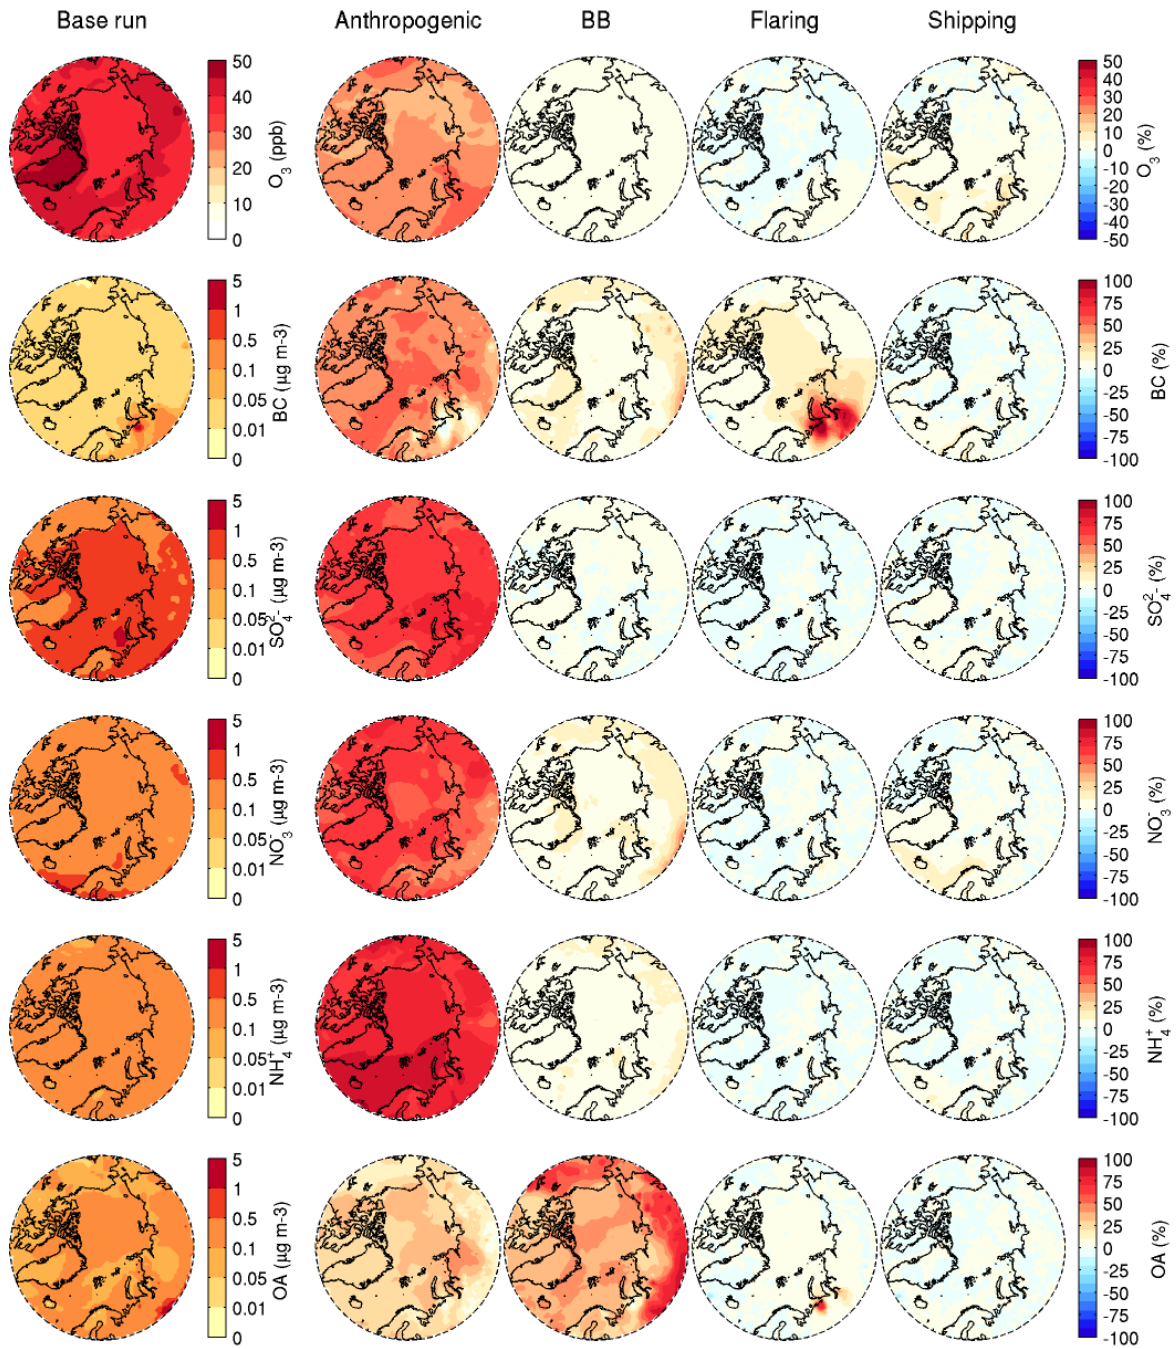 Base run Anthropogenic BB Flaring Shipping
50 40 30 20 10 0 O₃ (ppb)
50 40 30 20 10 0 -10 -20 -30 -40 -50 O₃ (%)
5 1 0.5 0.1 0.05 0.01 0 BC (µg m-3)
100 75 50 25 0 -25 -50 -75 -100 BC (%)
5 1 0.5 0.1 0.05 0.01 0 SO₄²⁻ (µg m-3)
100 75 50 25 0 -25 -50 -75 -100 SO₄²⁻ (%)
5 1 0.5 0.1 0.05 0.01 0 NO₃⁻ (µg m-3)
100 75 50 25 0 -25 -50 -75 -100 NO₃⁻ (%)
5 1 0.5 0.1 0.05 0.01 0 NH₄⁺ (µg m-3)
100 75 50 25 0 -25 -50 -75 -100 NH₄⁺ (%)
5 1 0.5 0.1 0.05 0.01 0 OA (µg m-3)
100 75 50 25 0 -25 -50 -75 -100 OA (%)